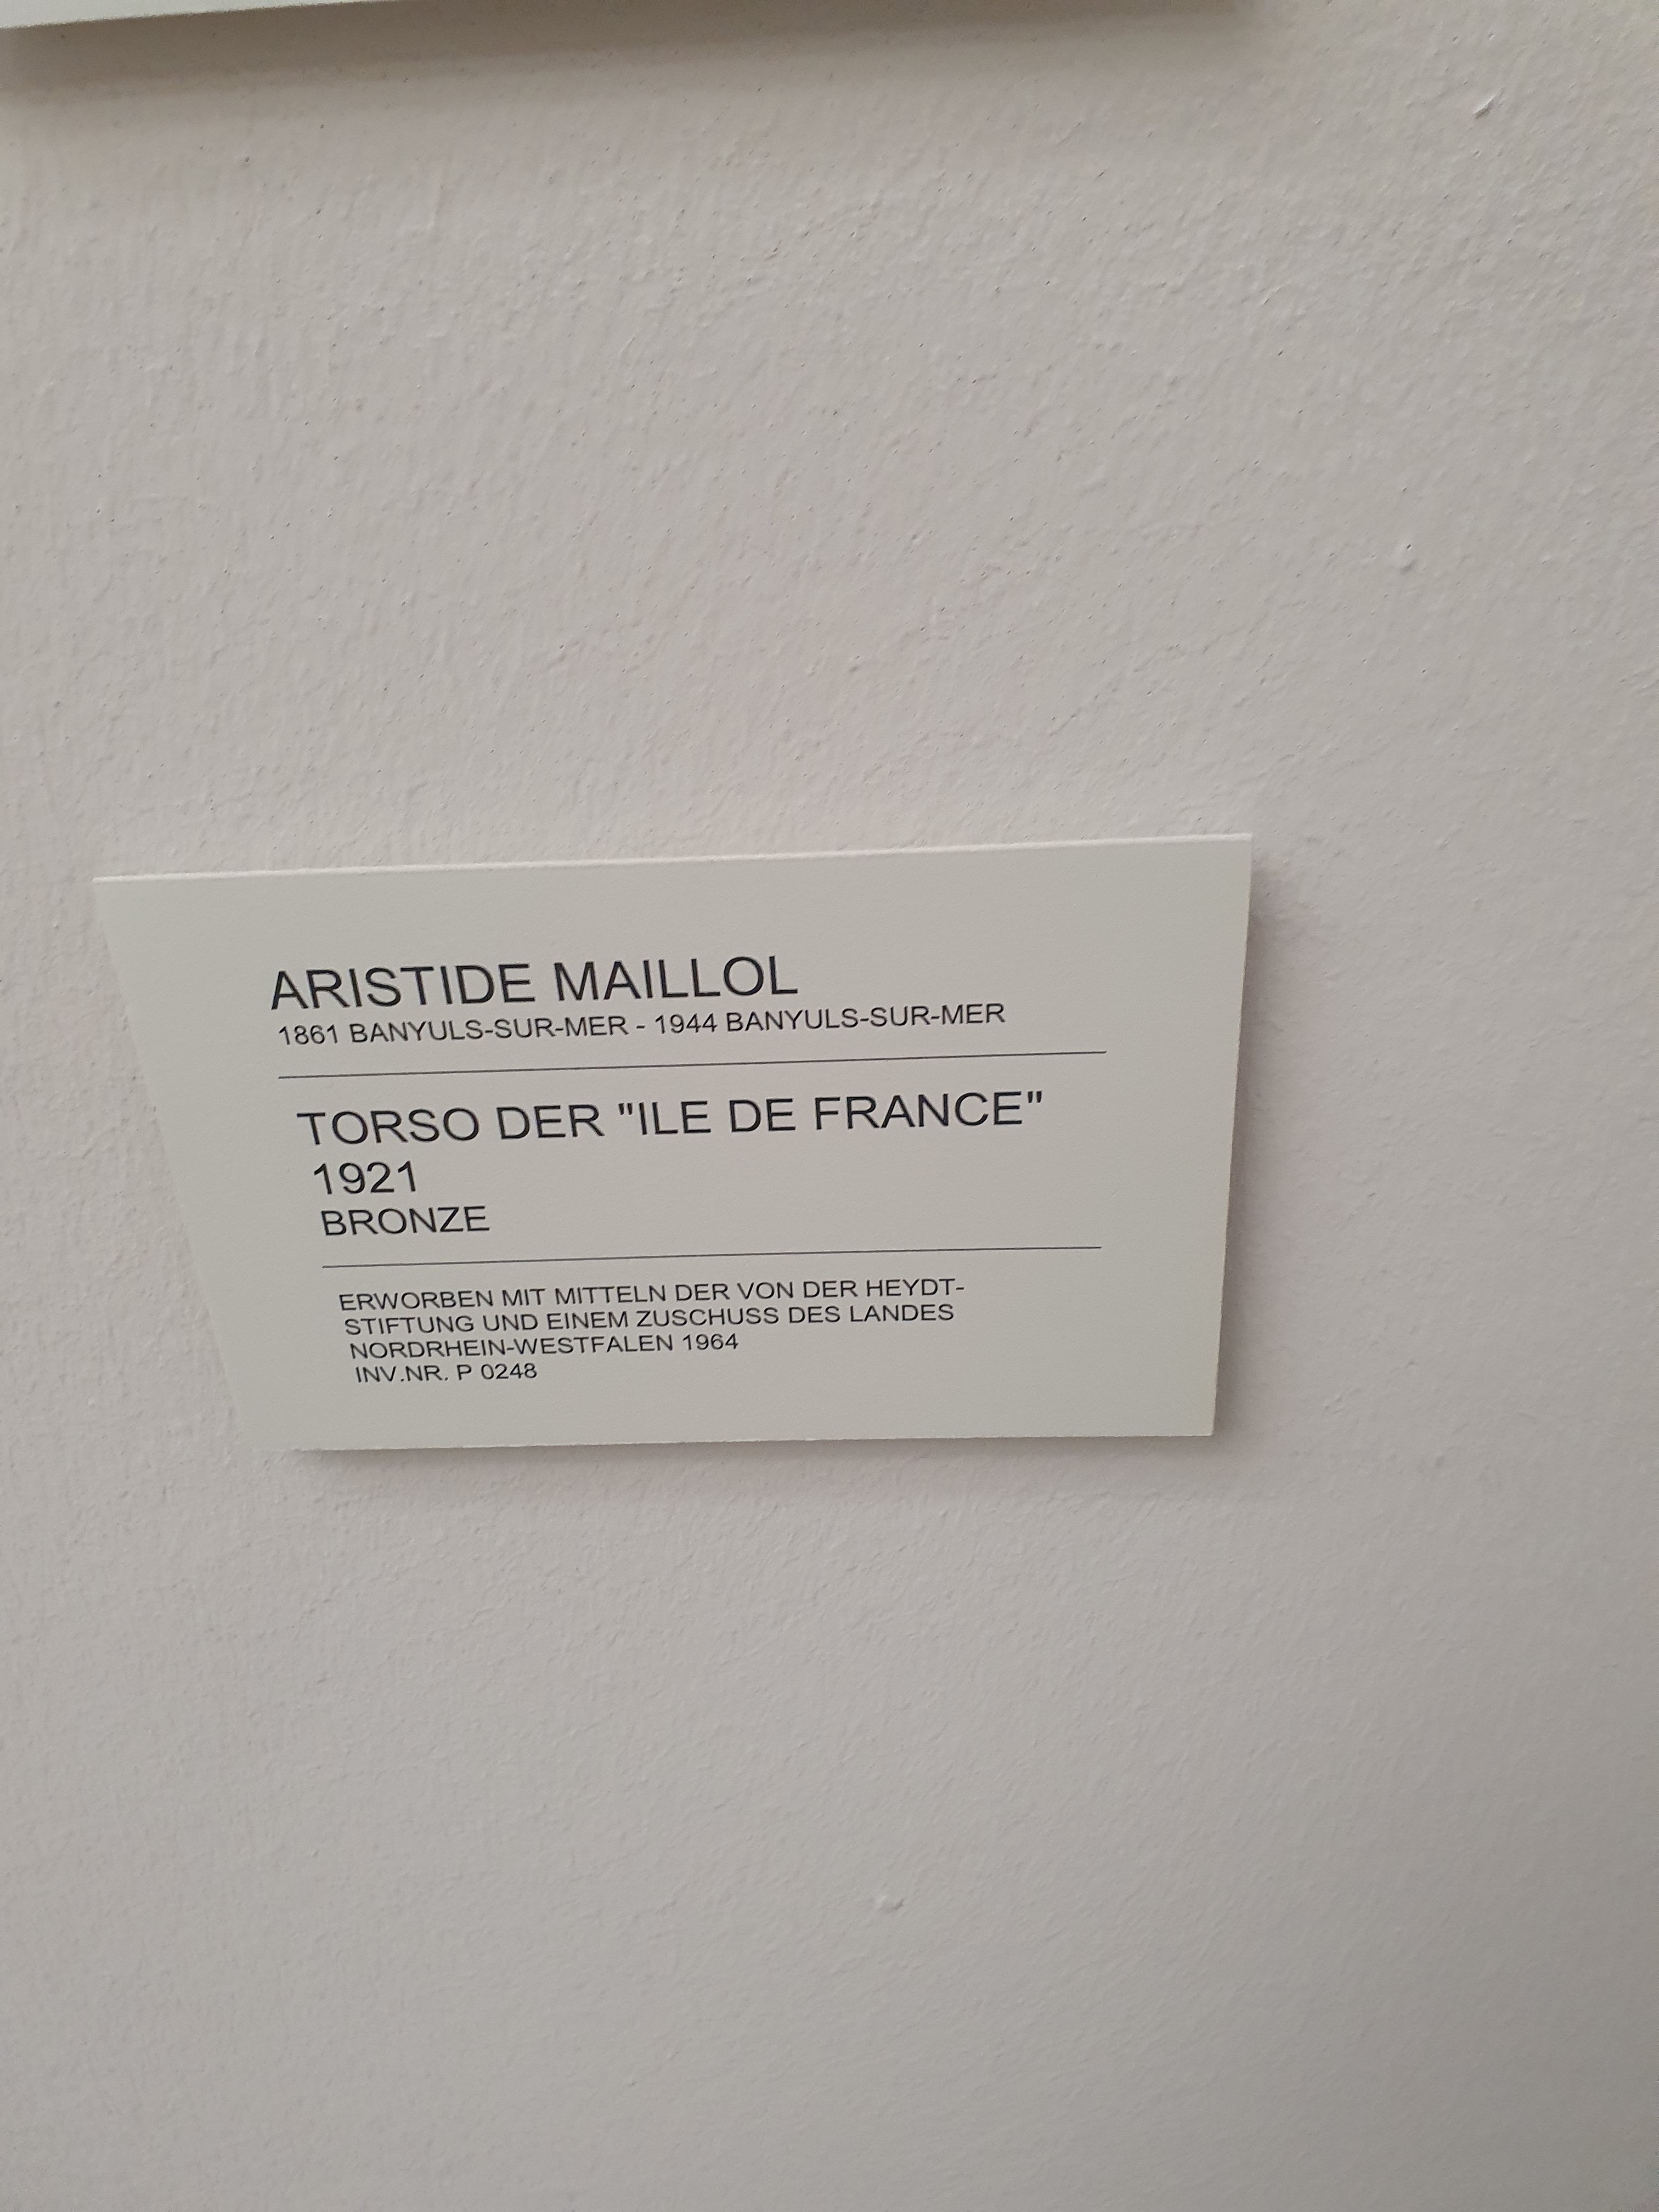 ARISTIDE MAILLOL
1861 BANYULS-SUR-MER - 1944 BANYULS-SUR-MER
TORSO DER "ILE DE FRANCE"
1921
BRONZE
ERWORBEN MIT MITTELN DER VON DER HEYDT-
STIFTUNG UND EINEM ZUSCHUSS DES LANDES
NORDRHEIN-WESTFALEN 1964
INV.NR. P 0248